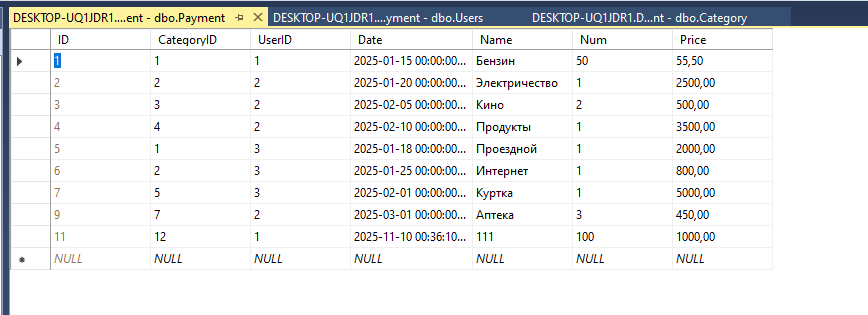 DESKTOP-UQ1JDR1....ent - dbo.Payment DESKTOP-UQ1JDR1....yment - dbo.Users DESKTOP-UQ1JDR1.D...nt - dbo.Category
ID CategoryID UserID Date Name Num Price
1 1 1 2025-01-15 00:00:00... Бензин 50 55,50
2 2 2 2025-01-20 00:00:00... Электричество 1 2500,00
3 3 2 2025-02-05 00:00:00... Кино 2 500,00
4 4 2 2025-02-10 00:00:00... Продукты 1 3500,00
5 1 3 2025-01-18 00:00:00... Проездной 1 2000,00
6 2 3 2025-01-25 00:00:00... Интернет 1 800,00
7 5 3 2025-02-01 00:00:00... Куртка 1 5000,00
9 7 2 2025-03-01 00:00:00... Аптека 3 450,00
11 12 1 2025-11-10 00:36:10... 111 100 1000,00
NULL NULL NULL NULL NULL NULL NULL